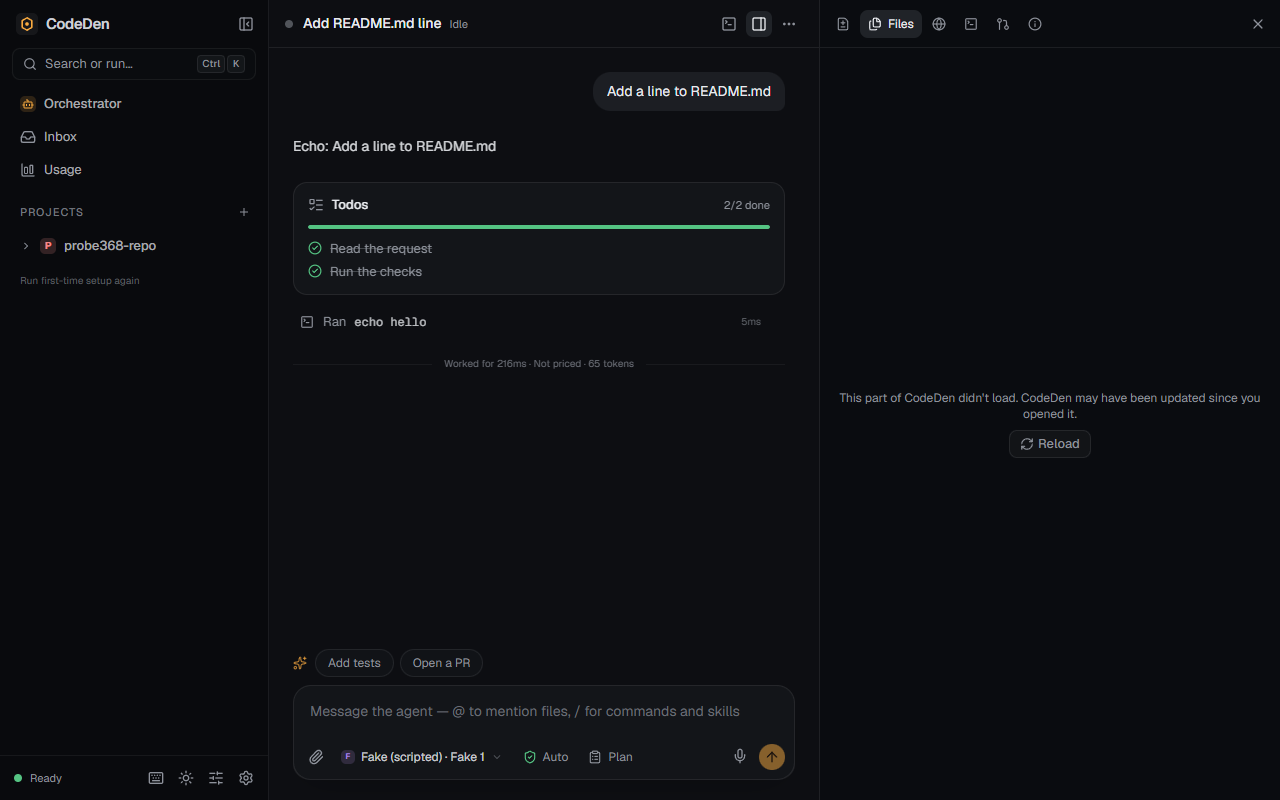 CodeDen
Search or run... Ctrl K
Orchestrator
Inbox
Usage
PROJECTS
P probe368-repo
Run first-time setup again
Ready
Add README.md line Idle
Add a line to README.md
Echo: Add a line to README.md
Todos 2/2 done
Read the request
Run the checks
Ran echo hello 5ms
Worked for 216ms · Not priced · 65 tokens
Add tests Open a PR
Message the agent — @ to mention files, / for commands and skills
F Fake (scripted) · Fake 1 Auto Plan
Files
This part of CodeDen didn't load. CodeDen may have been updated since you
opened it.
Reload